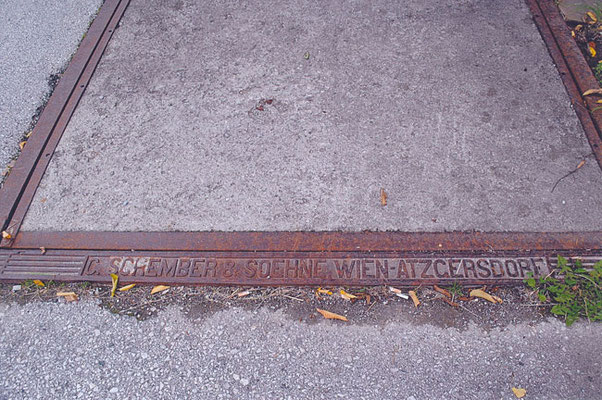 C. SCHEMBER & SOEHNE, WIEN-ATZGERSDORF